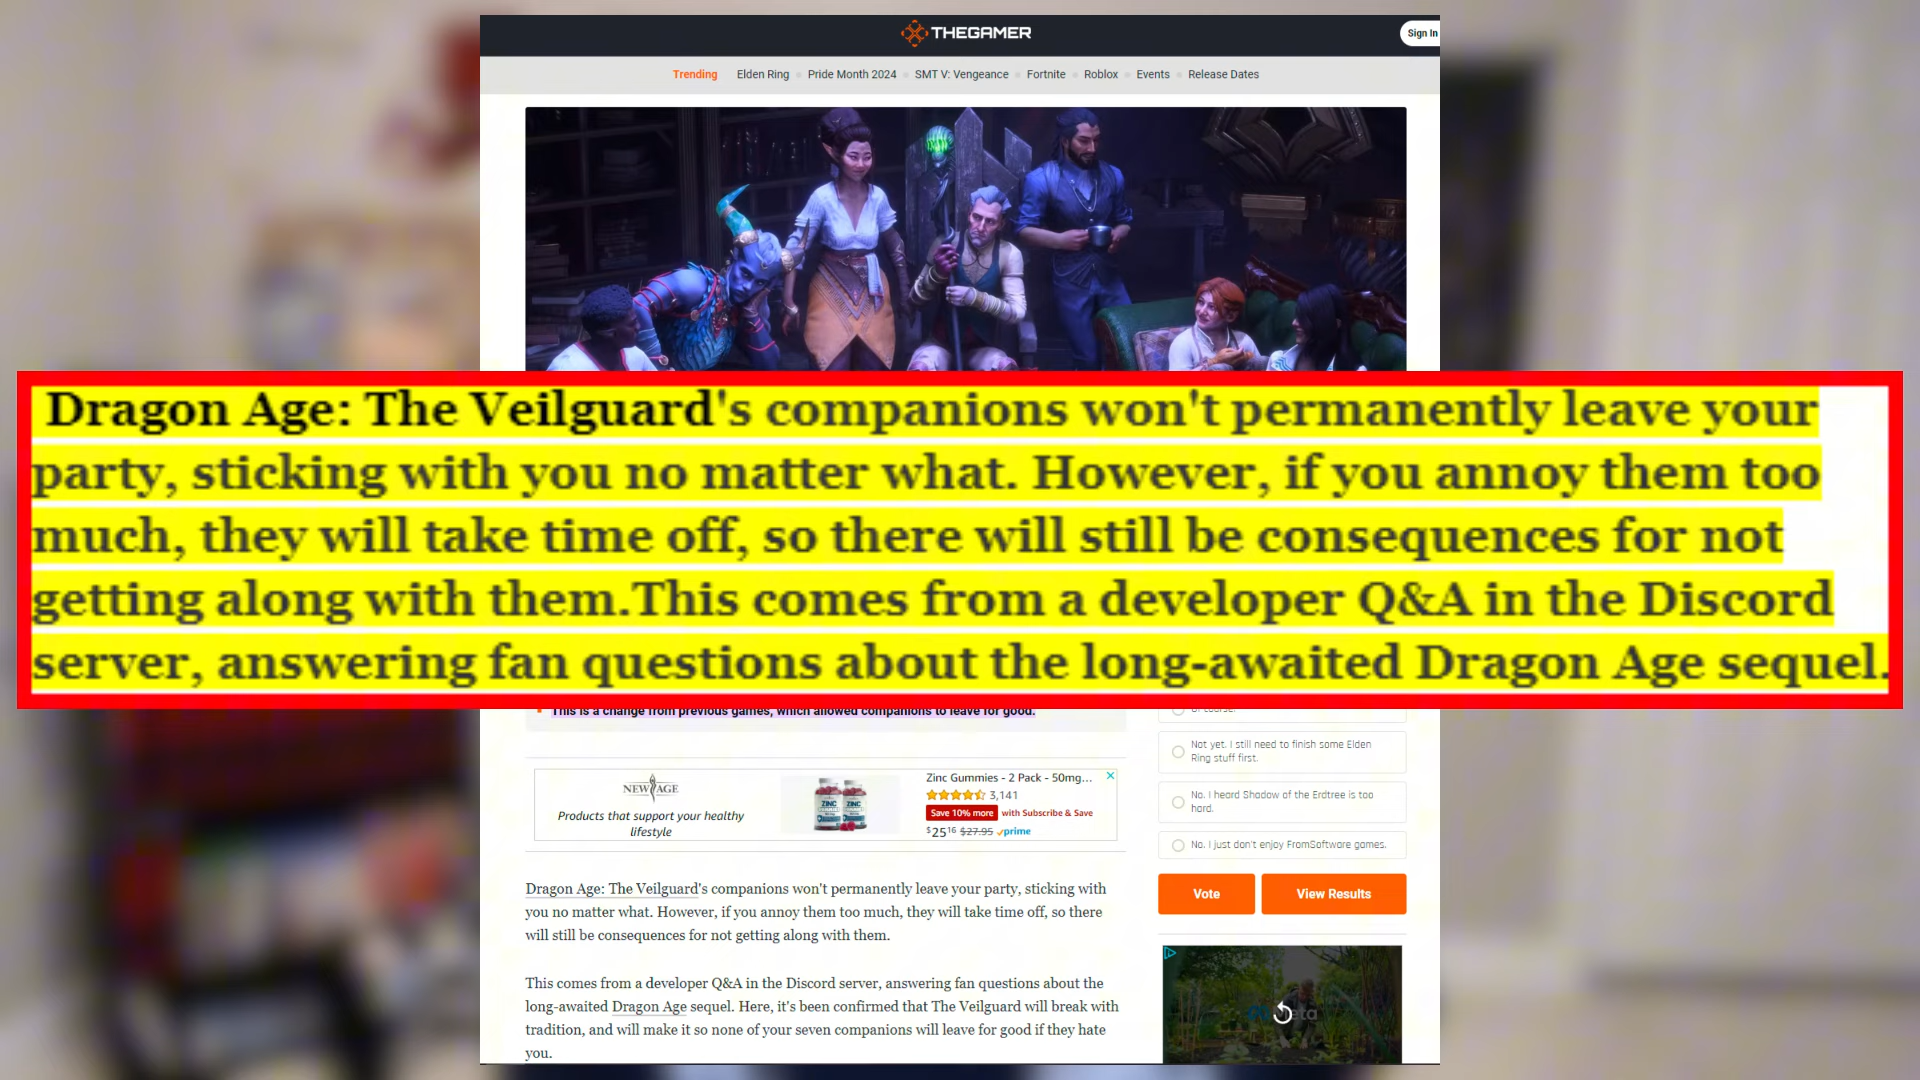 THEGAMER
Sign In
Trending Elden Ring Pride Month 2024 SMT V: Vengeance Fortnite Roblox Events Release Dates
Dragon Age: The Veilguard's companions won't permanently leave your
party, sticking with you no matter what. However, if you annoy them too
much, they will take time off, so there will still be consequences for not
getting along with them.This comes from a developer Q&A in the Discord
server, answering fan questions about the long-awaited Dragon Age sequel.
This is a change from previous games, which allowed companions to leave for good.
Of course.
Not yet. I still need to finish some Elden
Ring stuff first.
No. I heard Shadow of the Erdtree is too
hard.
No. I just don't enjoy FromSoftware games.
Vote
View Results
NEW AGE
Products that support your healthy
lifestyle
ZINC
ZINC
Zinc Gummies - 2 Pack - 50mg...
3,141
Save 10% more with Subscribe & Save
$2516 $27.95 prime
Dragon Age: The Veilguard's companions won't permanently leave your party, sticking with
you no matter what. However, if you annoy them too much, they will take time off, so there
will still be consequences for not getting along with them.
This comes from a developer Q&A in the Discord server, answering fan questions about the
long-awaited Dragon Age sequel. Here, it's been confirmed that The Veilguard will break with
tradition, and will make it so none of your seven companions will leave for good if they hate
you.